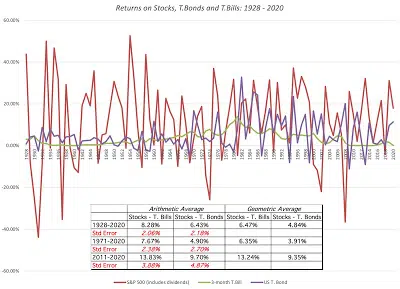 Returns on Stocks, T.Bonds and T.Bills: 1928 - 2020
60.00%
40.00%
20.00%
0.00%
-20.00%
-40.00%
-60.00%
Arithmetic Average Geometric Average
Stocks - T. Bills Stocks - T. Bonds Stocks - T. Bills Stocks - T. Bonds
1928-2020 8.28% 6.43% 6.47% 4.84%
Std Error 2.06% 2.18%
1971-2020 7.67% 4.90% 6.35% 3.91%
Std Error 2.38% 2.70%
2011-2020 13.83% 9.70% 13.24% 9.35%
Std Error 3.88% 4.87%
S&P 500 (includes dividends) 3-month T.Bill US T. Bond